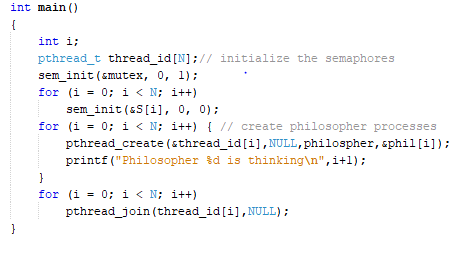 int main()
{
int i;
pthread_t thread_id[N];// initialize the semaphores
sem_init(&mutex, 0, 1);
for (i = 0; i < N; i++)
sem_init(&S[i], 0, 0);
for (i = 0; i < N; i++) { // create philosopher processes
pthread_create(&thread_id[i],NULL,philospher,&phil[i]);
printf("Philosopher %d is thinking\n",i+1);
}
for (i = 0; i < N; i++)
pthread_join(thread_id[i],NULL);
}